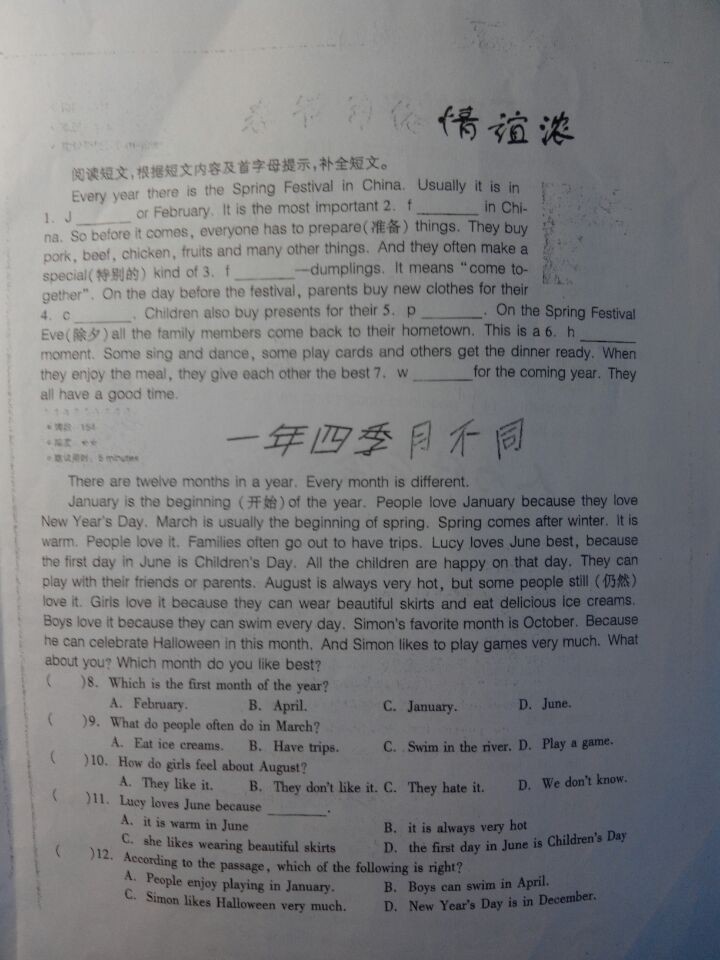 情谊浓
阅读短文,根据短文内容及首字母提示,补全短文。
Every year there is the Spring Festival in China. Usually it is in
1. J ______ or February. It is the most important 2. f ______ in Chi-
na. So before it comes, everyone has to prepare(准备) things. They buy
pork, beef, chicken, fruits and many other things. And they often make a
special(特别的) kind of 3. f ______—dumplings. It means "come to-
gether". On the day before the festival, parents buy new clothes for their
4. c ______. Children also buy presents for their 5. p ______. On the Spring Festival
Eve(除夕)all the family members come back to their hometown. This is a 6. h ______
moment. Some sing and dance, some play cards and others get the dinner ready. When
they enjoy the meal, they give each other the best 7. w ______for the coming year. They
all have a good time.
词数: 154
难度: ★★
建议用时: 5 minutes
一年四季月不同
There are twelve months in a year. Every month is different.
January is the beginning (开始)of the year. People love January because they love
New Year's Day. March is usually the beginning of spring. Spring comes after winter. It is
warm. People love it. Families often go out to have trips. Lucy loves June best, because
the first day in June is Children's Day. All the children are happy on that day. They can
play with their friends or parents. August is always very hot, but some people still (仍然)
love it. Girls love it because they can wear beautiful skirts and eat delicious ice creams.
Boys love it because they can swim every day. Simon's favorite month is October. Because
he can celebrate Halloween in this month. And Simon likes to play games very much. What
about you? Which month do you like best?
( )8. Which is the first month of the year?
A. February. B. April. C. January. D. June.
( )9. What do people often do in March?
A. Eat ice creams. B. Have trips. C. Swim in the river. D. Play a game.
( )10. How do girls feel about August?
A. They like it. B. They don't like it. C. They hate it. D. We don't know.
( )11. Lucy loves June because ______.
A. it is warm in June B. it is always very hot
C. she likes wearing beautiful skirts D. the first day in June is Children's Day
( )12. According to the passage, which of the following is right?
A. People enjoy playing in January. B. Boys can swim in April.
C. Simon likes Halloween very much. D. New Year's Day is in December.